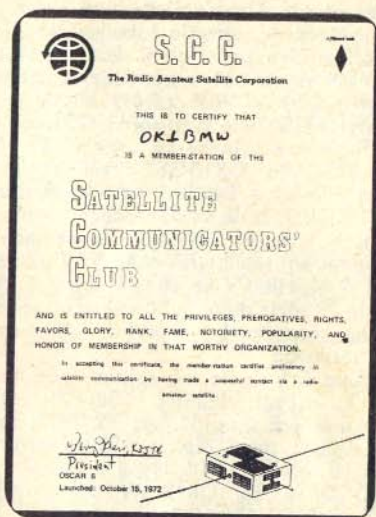 S. C. C.
The Radio Amateur Satellite Corporation
THIS IS TO CERTIFY THAT
OK1BMW
IS A MEMBER-STATION OF THE
SATELLITE
COMMUNICATORS'
CLUB
AND IS ENTITLED TO ALL THE PRIVILEGES, PREROGATIVES, RIGHTS,
FAVORS, GLORY, RANK, FAME, NOTORIETY, POPULARITY, AND
HONOR OF MEMBERSHIP IN THAT WORTHY ORGANIZATION.
In accepting this certificate, the member-station certifies proficiency in
satellite communication by having made a successful contact via a radio
amateur satellite.
President
OSCAR 6
Launched: October 15, 1972